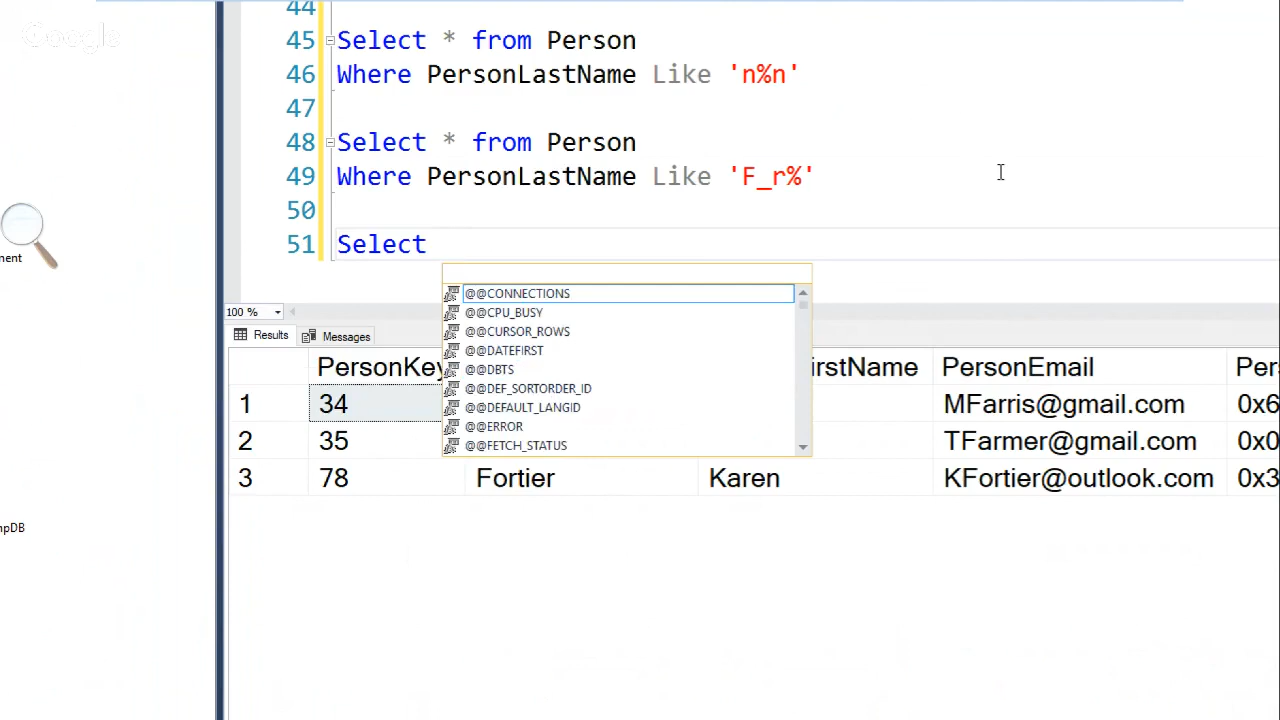 Google
44
45 Select * from Person
46 Where PersonLastName Like 'n%n'
47
48 Select * from Person
49 Where PersonLastName Like 'F_r%'
50
51 Select
ment
@@CONNECTIONS
@@CPU_BUSY
@@CURSOR_ROWS
@@DATEFIRST
@@DBTS
@@DEF_SORTORDER_ID
@@DEFAULT_LANGID
@@ERROR
@@FETCH_STATUS
100 %
Results Messages
PersonKey irstName PersonEmail Pers
1 34 MFarris@gmail.com 0x6
2 35 TFarmer@gmail.com 0x0
3 78 Fortier Karen KFortier@outlook.com 0x3
mpDB